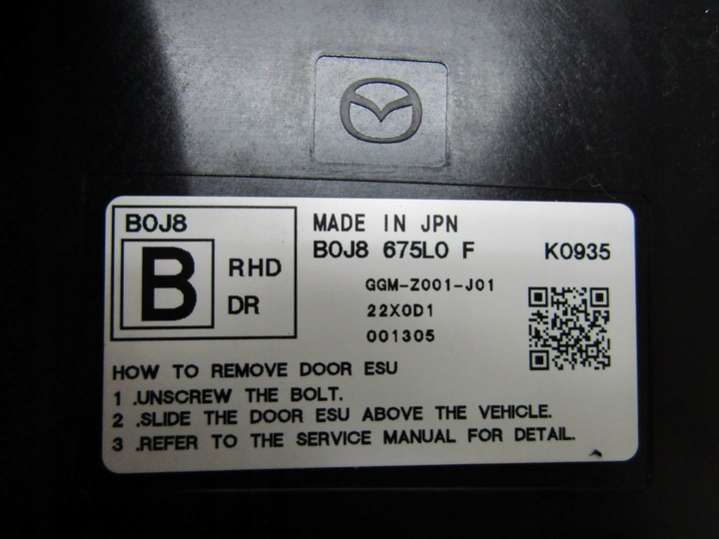 B0J8
B
RHD
DR
MADE IN JPN
B0J8 675L0 F
K0935
GGM-Z001-J01
22X0D1
001305
HOW TO REMOVE DOOR ESU
1 .UNSCREW THE BOLT.
2 .SLIDE THE DOOR ESU ABOVE THE VEHICLE.
3 .REFER TO THE SERVICE MANUAL FOR DETAIL.